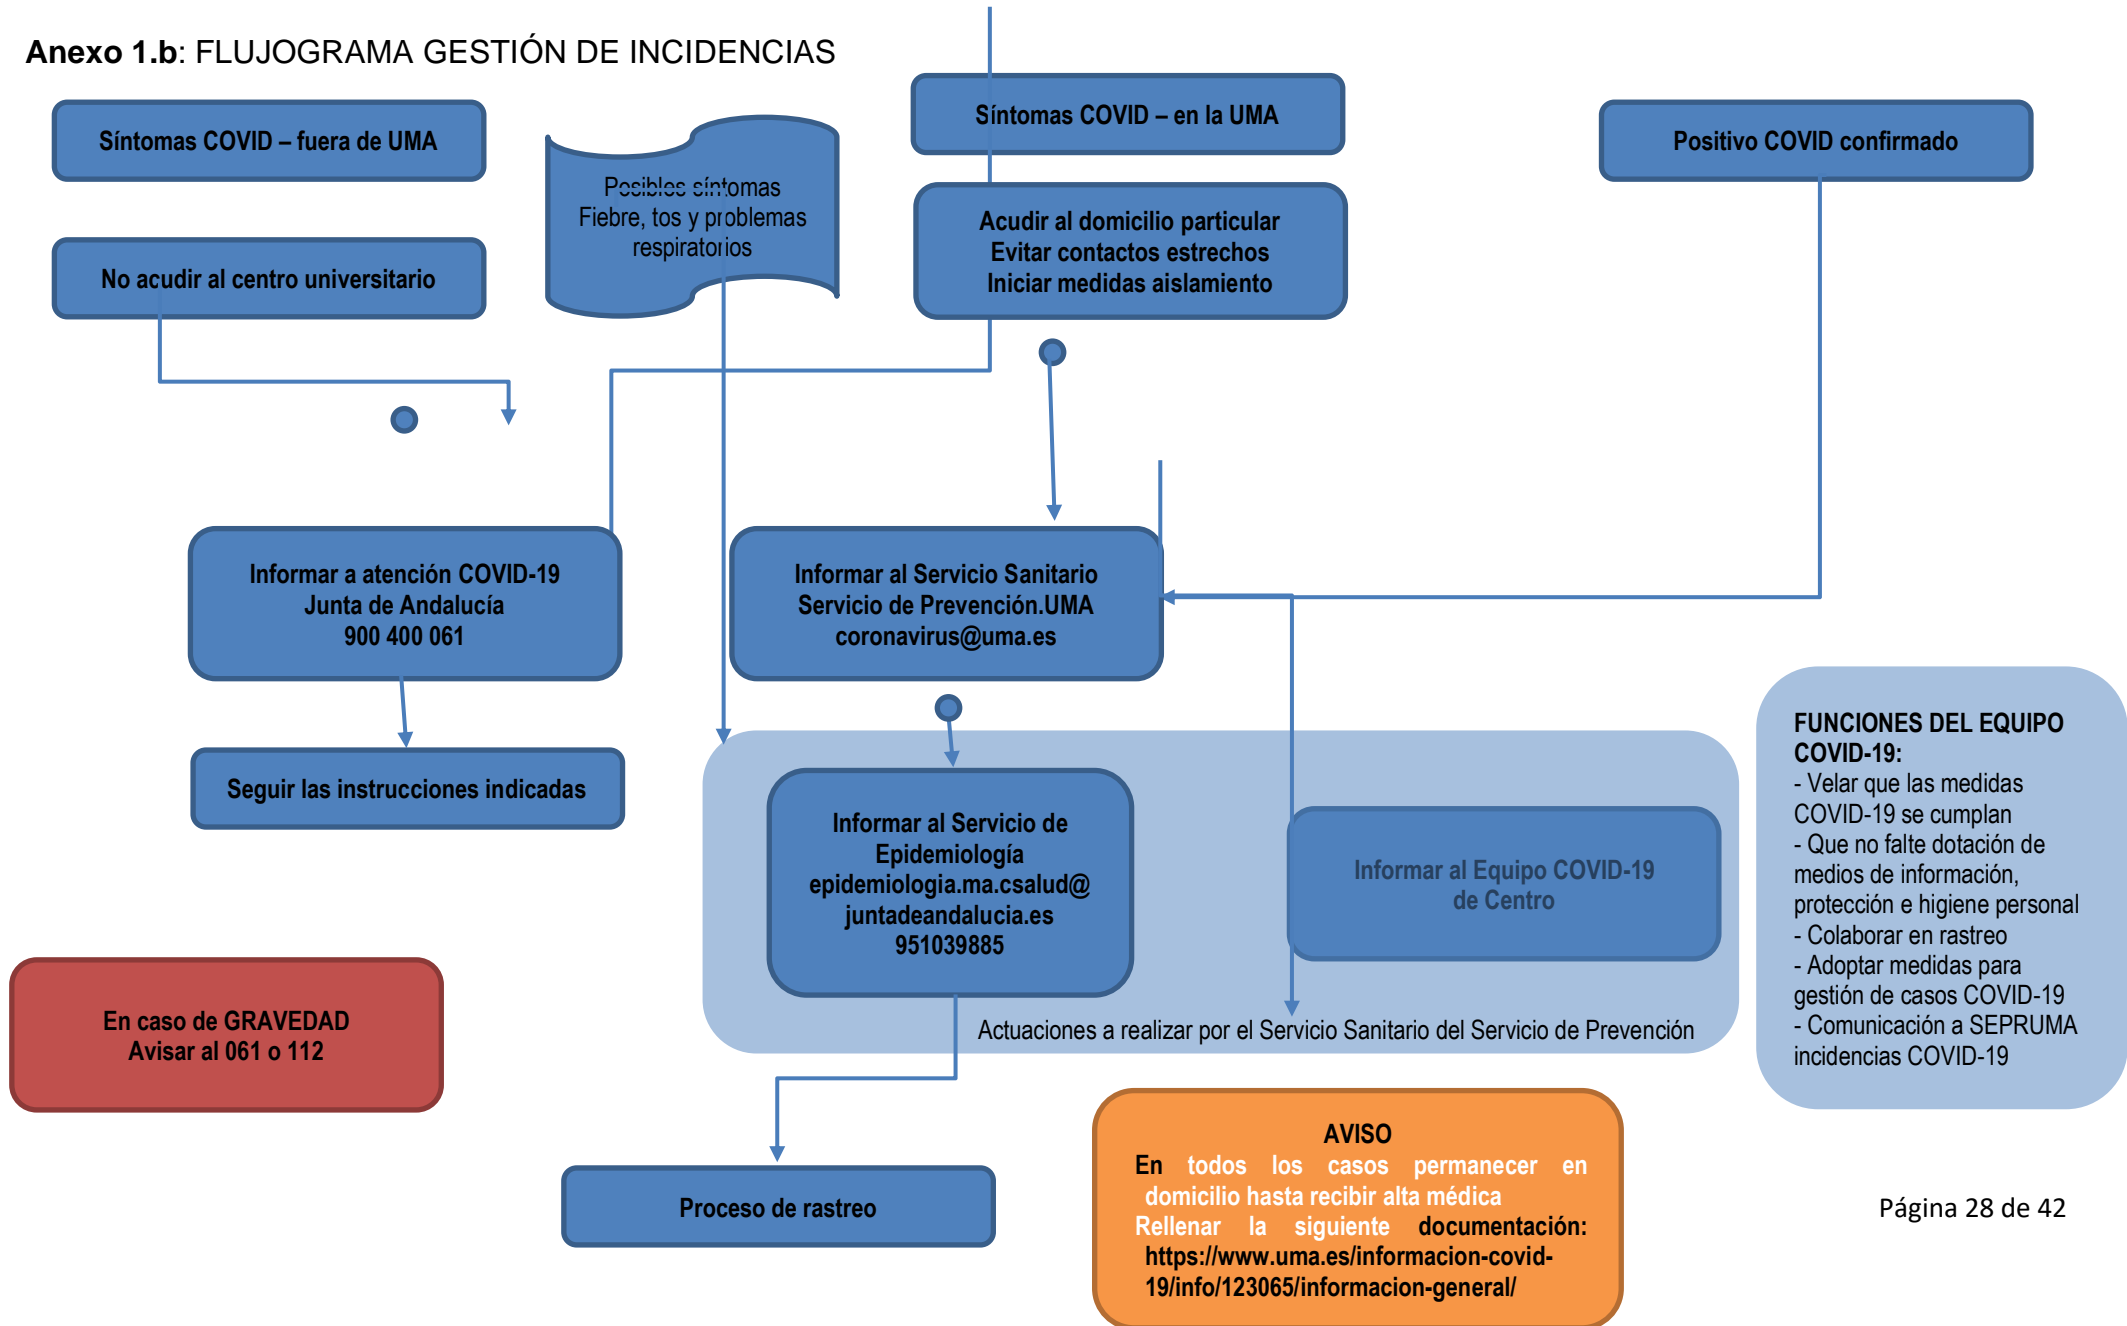 Anexo 1.b: FLUJOGRAMA GESTIÓN DE INCIDENCIAS
Síntomas COVID – fuera de UMA
No acudir al centro universitario
Posibles síntomas
Fiebre, tos y problemas
respiratorios
Síntomas COVID – en la UMA
Acudir al domicilio particular
Evitar contactos estrechos
Iniciar medidas aislamiento
Positivo COVID confirmado
Informar a atención COVID-19
Junta de Andalucía
900 400 061
Informar al Servicio Sanitario
Servicio de Prevención.UMA
coronavirus@uma.es
Seguir las instrucciones indicadas
Informar al Servicio de
Epidemiología
epidemiologia.ma.csalud@
juntadeandalucia.es
951039885
Informar al Equipo COVID-19
de Centro
Actuaciones a realizar por el Servicio Sanitario del Servicio de Prevención
FUNCIONES DEL EQUIPO
COVID-19:
- Velar que las medidas
COVID-19 se cumplan
- Que no falte dotación de
medios de información,
protección e higiene personal
- Colaborar en rastreo
- Adoptar medidas para
gestión de casos COVID-19
- Comunicación a SEPRUMA
incidencias COVID-19
En caso de GRAVEDAD
Avisar al 061 o 112
Proceso de rastreo
AVISO
En todos los casos permanecer en
domicilio hasta recibir alta médica
Rellenar la siguiente documentación:
https://www.uma.es/informacion-covid-
19/info/123065/informacion-general/
Página 28 de 42